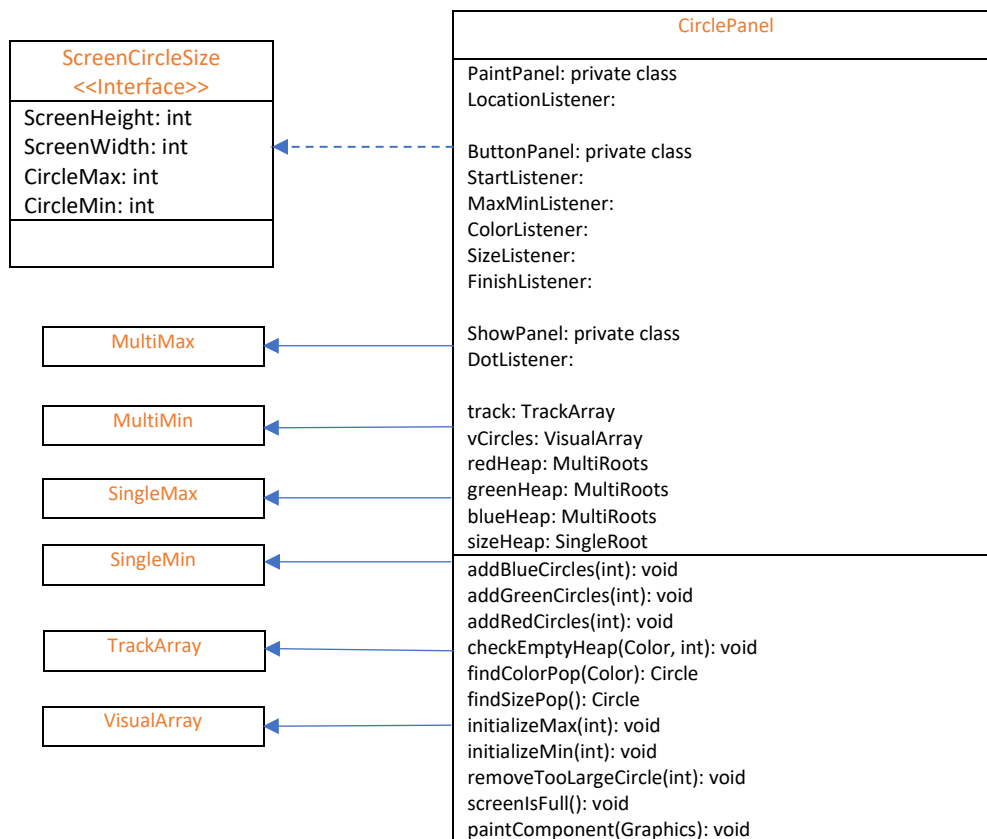 ScreenCircleSize
<<Interface>>
ScreenHeight: int
ScreenWidth: int
CircleMax: int
CircleMin: int
MultiMax
MultiMin
SingleMax
SingleMin
TrackArray
VisualArray
CirclePanel
PaintPanel: private class
LocationListener:
ButtonPanel: private class
StartListener:
MaxMinListener:
ColorListener:
SizeListener:
FinishListener:
ShowPanel: private class
DotListener:
track: TrackArray
vCircles: VisualArray
redHeap: MultiRoots
greenHeap: MultiRoots
blueHeap: MultiRoots
sizeHeap: SingleRoot
addBlueCircles(int): void
addGreenCircles(int): void
addRedCircles(int): void
checkEmptyHeap(Color, int): void
findColorPop(Color): Circle
findSizePop(): Circle
initializeMax(int): void
initializeMin(int): void
removeTooLargeCircle(int): void
screenIsFull(): void
paintComponent(Graphics): void